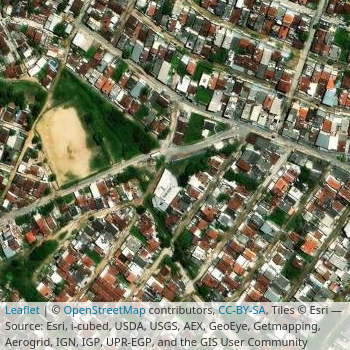 Leaflet | © OpenStreetMap contributors, CC-BY-SA, Tiles © Esri —
Source: Esri, i-cubed, USDA, USGS, AEX, GeoEye, Getmapping,
Aerogrid, IGN, IGP, UPR-EGP, and the GIS User Community